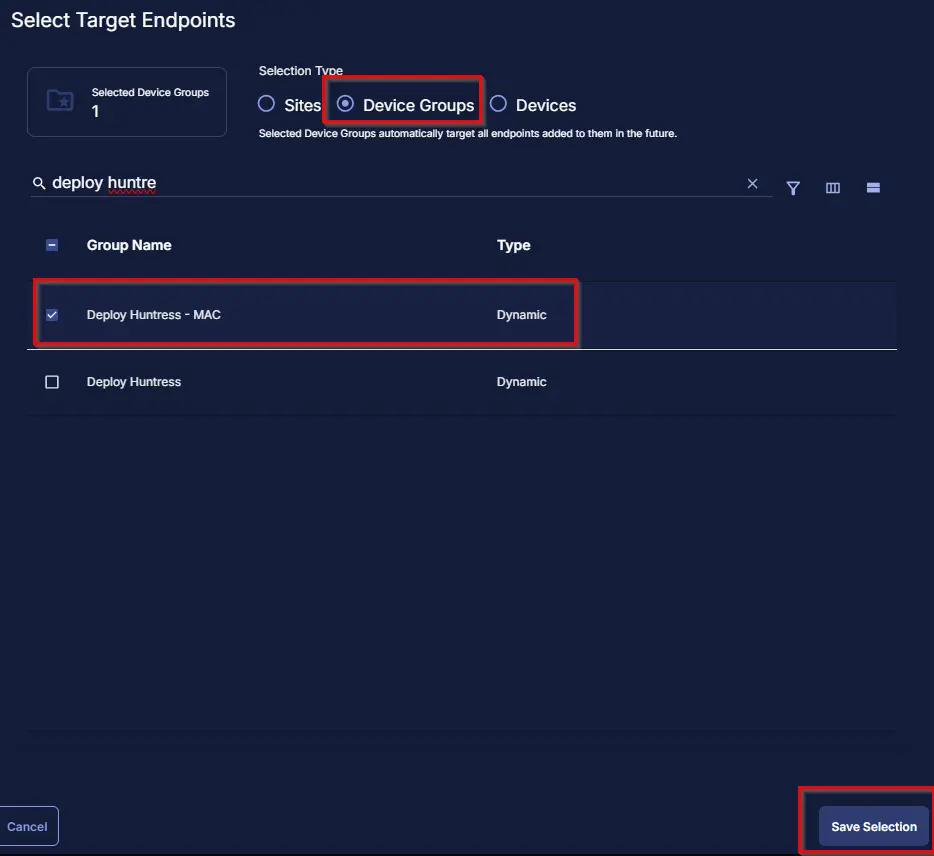 Select Target Endpoints
Selected Device Groups
1
Selection Type
Sites Device Groups Devices
Selected Device Groups automatically target all endpoints added to them in the future.
deploy huntre
Group Name Type
Deploy Huntress - MAC Dynamic
Deploy Huntress Dynamic
Cancel Save Selection